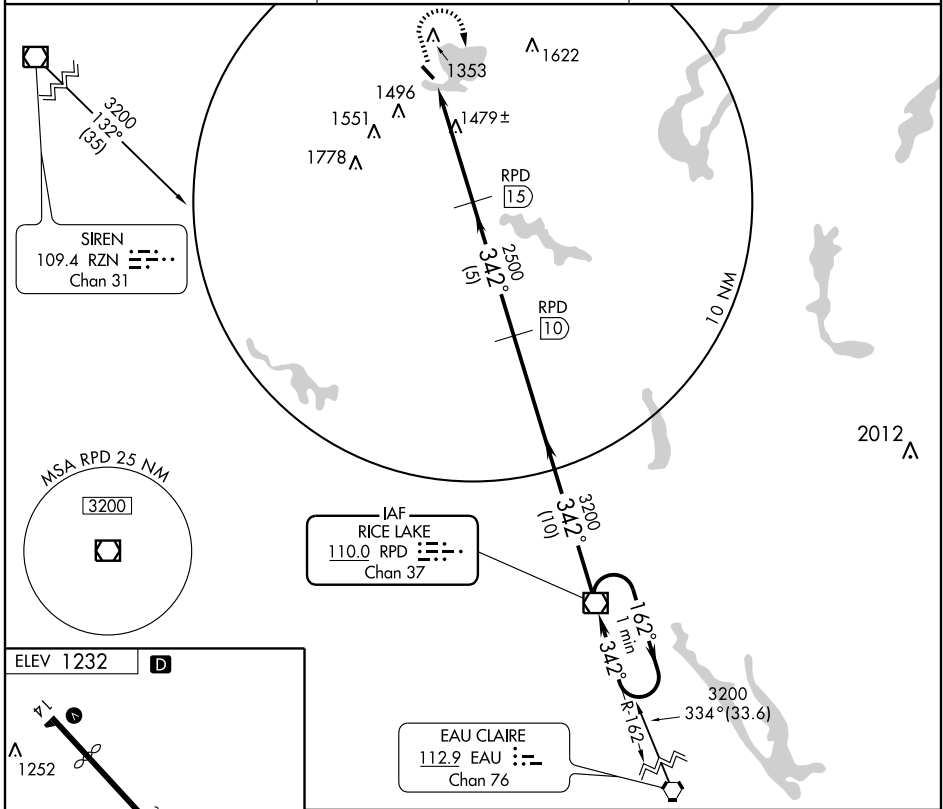 1353
1622
1496
1551
1479±
1778
3200
132°
(35)
SIREN
109.4 RZN
Chan 31
RPD
15
2500
342°
(5)
RPD
10
10 NM
2012
MSA RPD 25 NM
3200
IAF
RICE LAKE
110.0 RPD
Chan 37
3200
342°
(10)
162°
1 min
342°
R-162
3200
334°(33.6)
EAU CLAIRE
112.9 EAU
Chan 76
ELEV 1232 D
14
V
1252